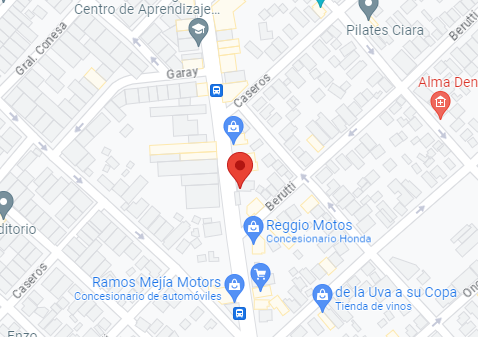 Centro de Aprendizaje...
Gral. Conesa
Pilates Ciara
Berutti
Garay
Caseros
Alma Den
Berutti
Reggio Motos
Concesionario Honda
ditorio
Ramos Mejía Motors
Concesionario de automóviles
de la Uva a su Copa
Tienda de vinos
Caseros
On
Enzo